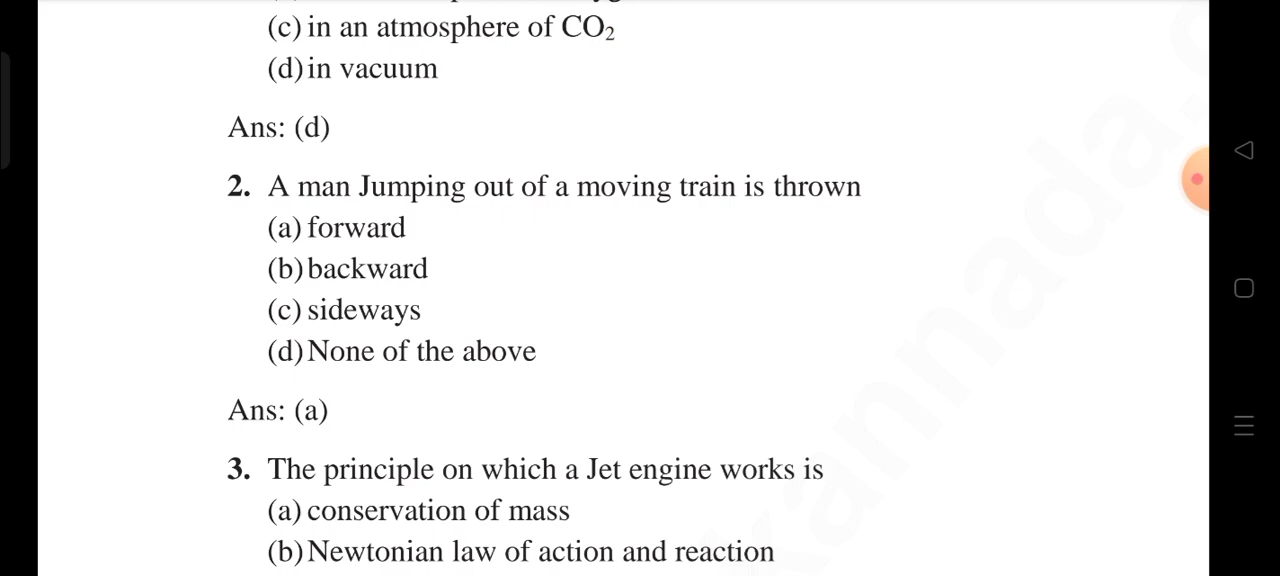 (c) in an atmosphere of CO₂
(d) in vacuum
Ans: (d)
2. A man Jumping out of a moving train is thrown
(a) forward
(b) backward
(c) sideways
(d) None of the above
Ans: (a)
3. The principle on which a Jet engine works is
(a) conservation of mass
(b) Newtonian law of action and reaction
kannada.